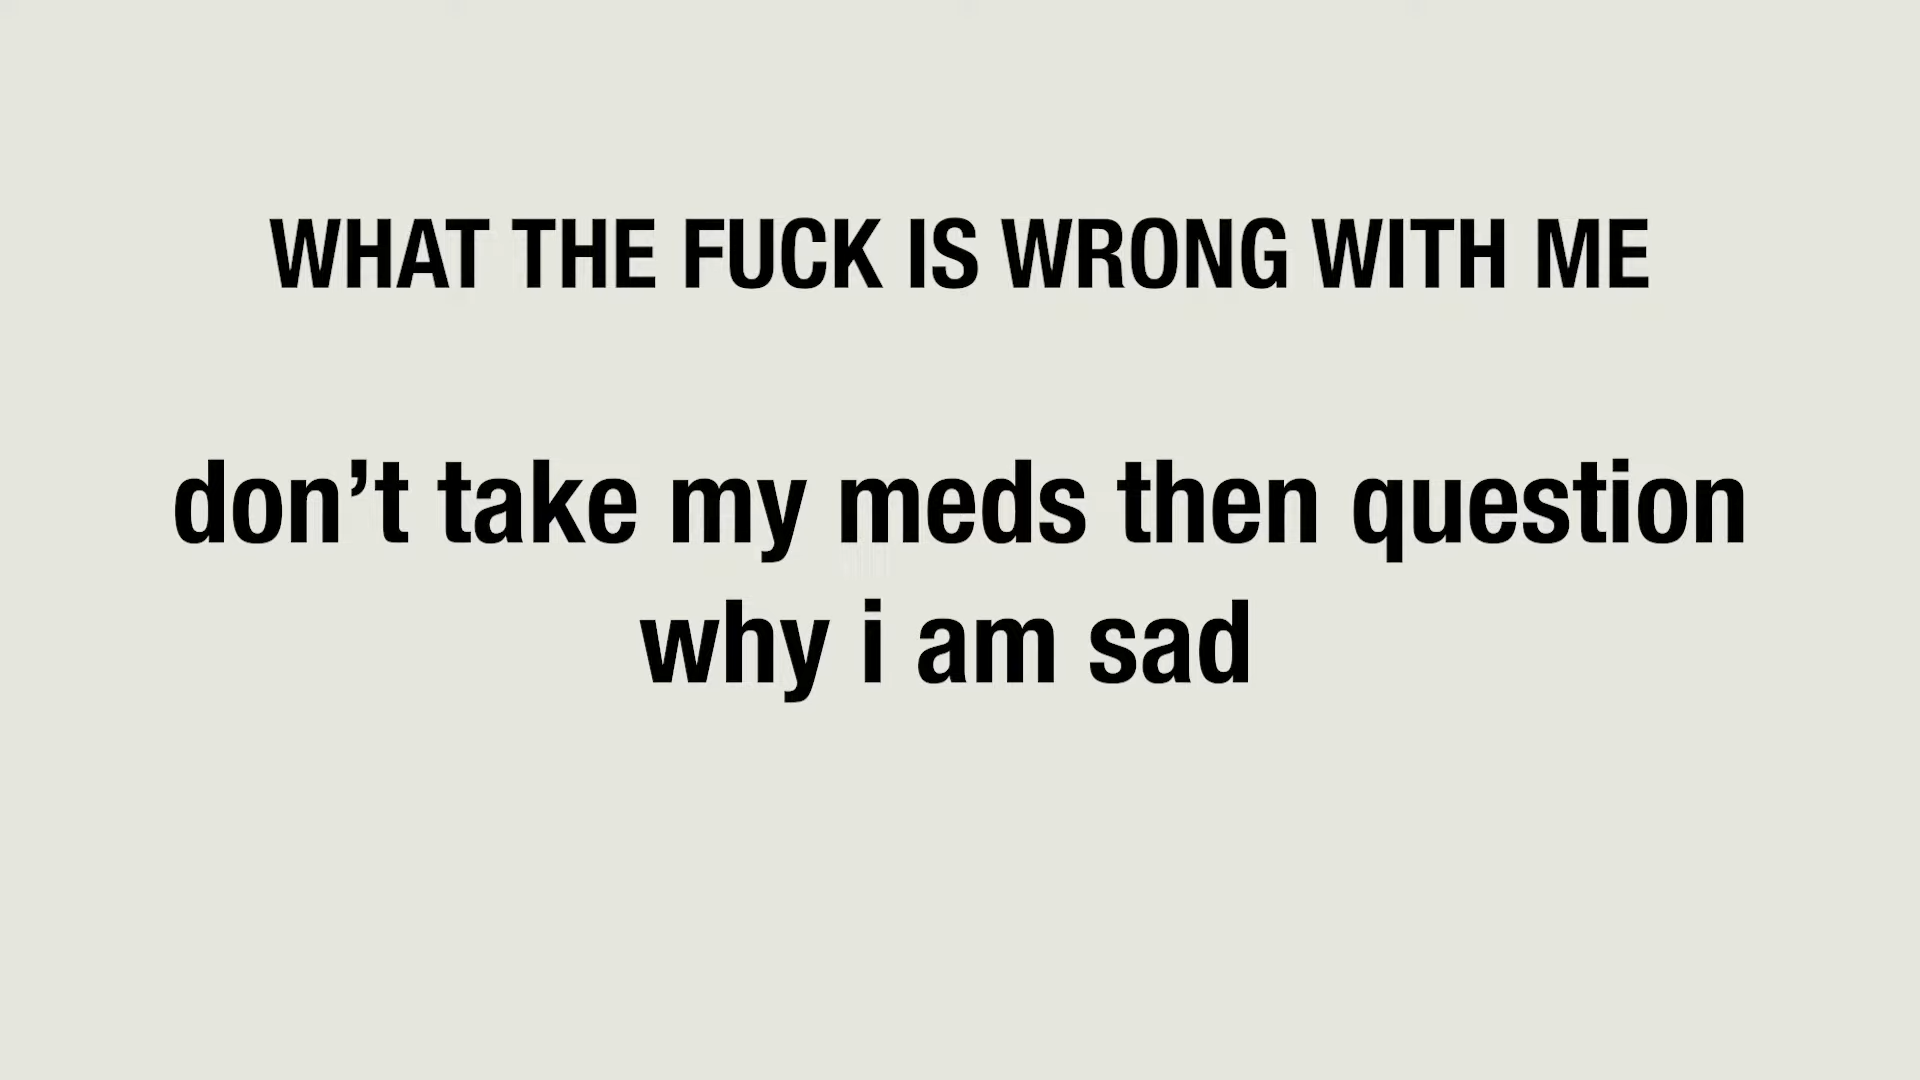 WHAT THE FUCK IS WRONG WITH ME
don’t take my meds then question
why i am sad